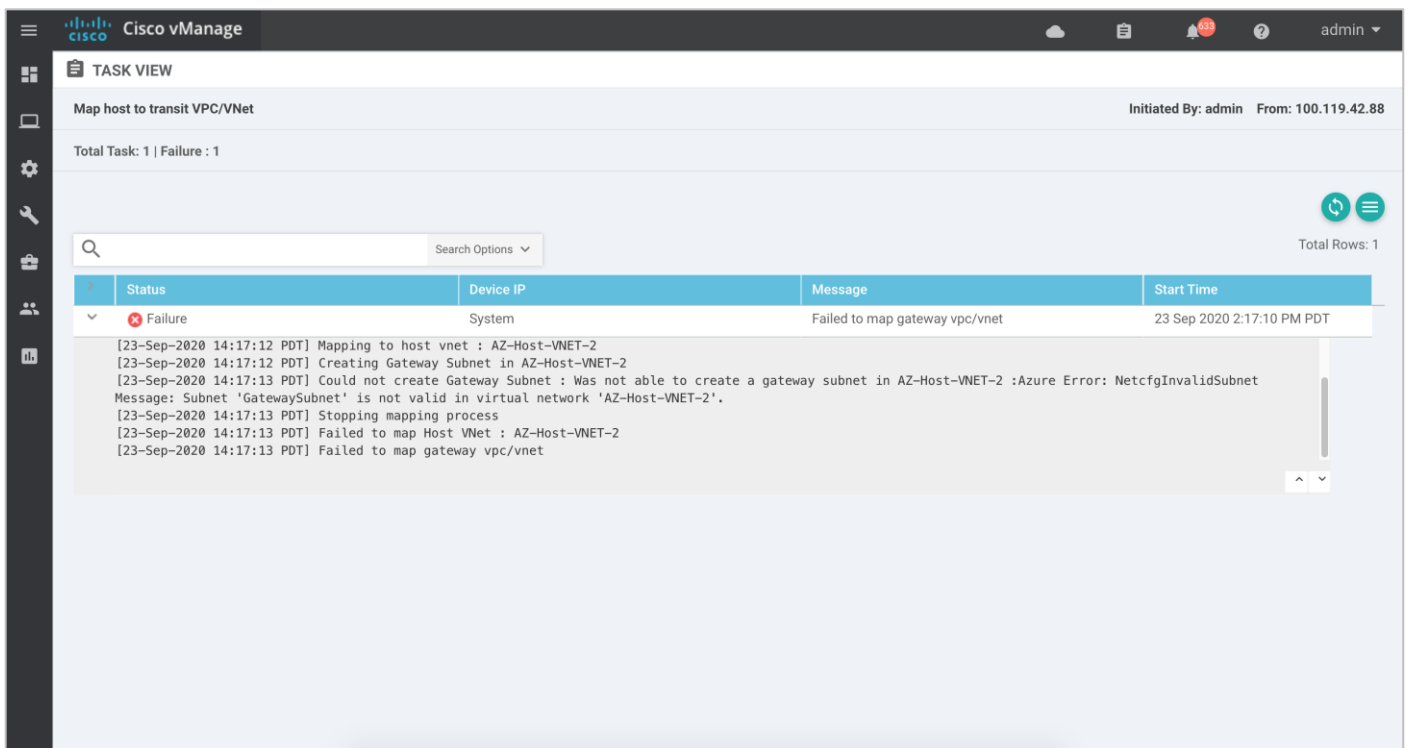 CISCO
Cisco vManage
633
admin
TASK VIEW
Map host to transit VPC/VNet
Initiated By: admin From: 100.119.42.88
Total Task: 1 | Failure : 1
Search Options
Total Rows: 1
Status Device IP Message Start Time
Failure System Failed to map gateway vpc/vnet 23 Sep 2020 2:17:10 PM PDT
[23-Sep-2020 14:17:12 PDT] Mapping to host vnet : AZ-Host-VNET-2
[23-Sep-2020 14:17:12 PDT] Creating Gateway Subnet in AZ-Host-VNET-2
[23-Sep-2020 14:17:13 PDT] Could not create Gateway Subnet : Was not able to create a gateway subnet in AZ-Host-VNET-2 :Azure Error: NetcfgInvalidSubnet
Message: Subnet 'GatewaySubnet' is not valid in virtual network 'AZ-Host-VNET-2'.
[23-Sep-2020 14:17:13 PDT] Stopping mapping process
[23-Sep-2020 14:17:13 PDT] Failed to map Host VNet : AZ-Host-VNET-2
[23-Sep-2020 14:17:13 PDT] Failed to map gateway vpc/vnet